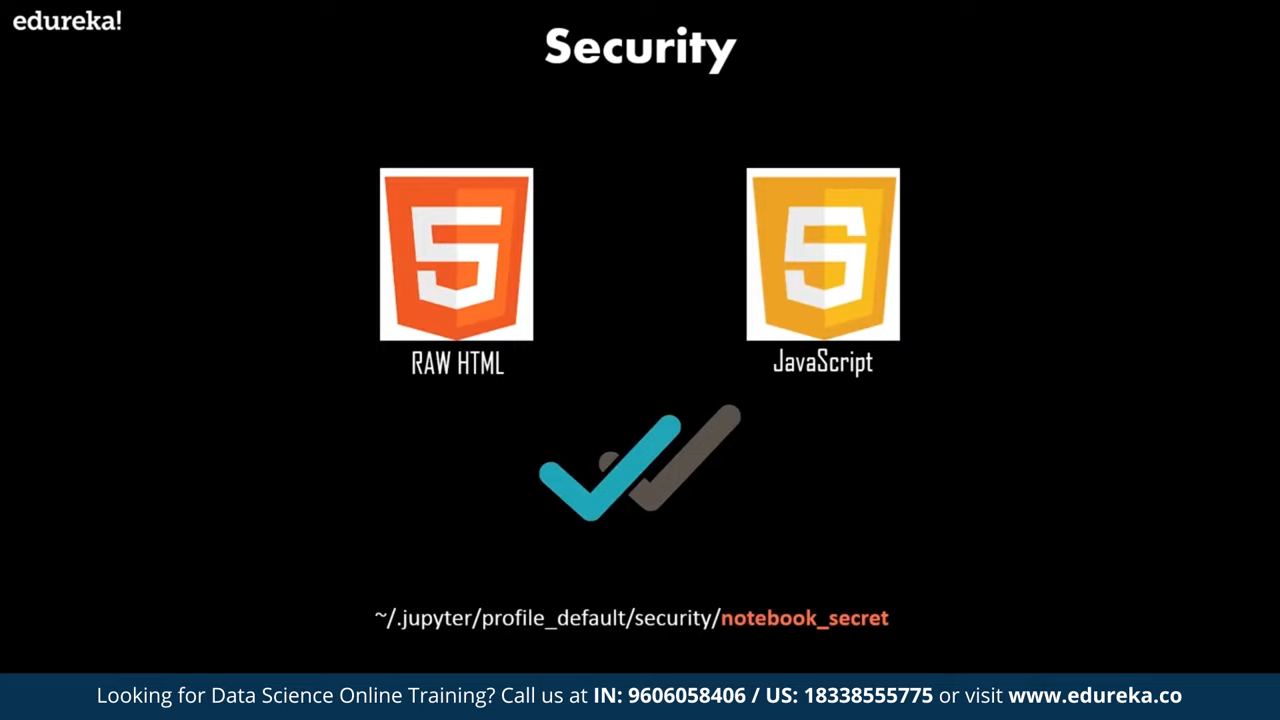 edureka!
Security
RAW HTML
JavaScript
~/.jupyter/profile_default/security/notebook_secret
Looking for Data Science Online Training? Call us at IN: 9606058406 / US: 18338555775 or visit www.edureka.co